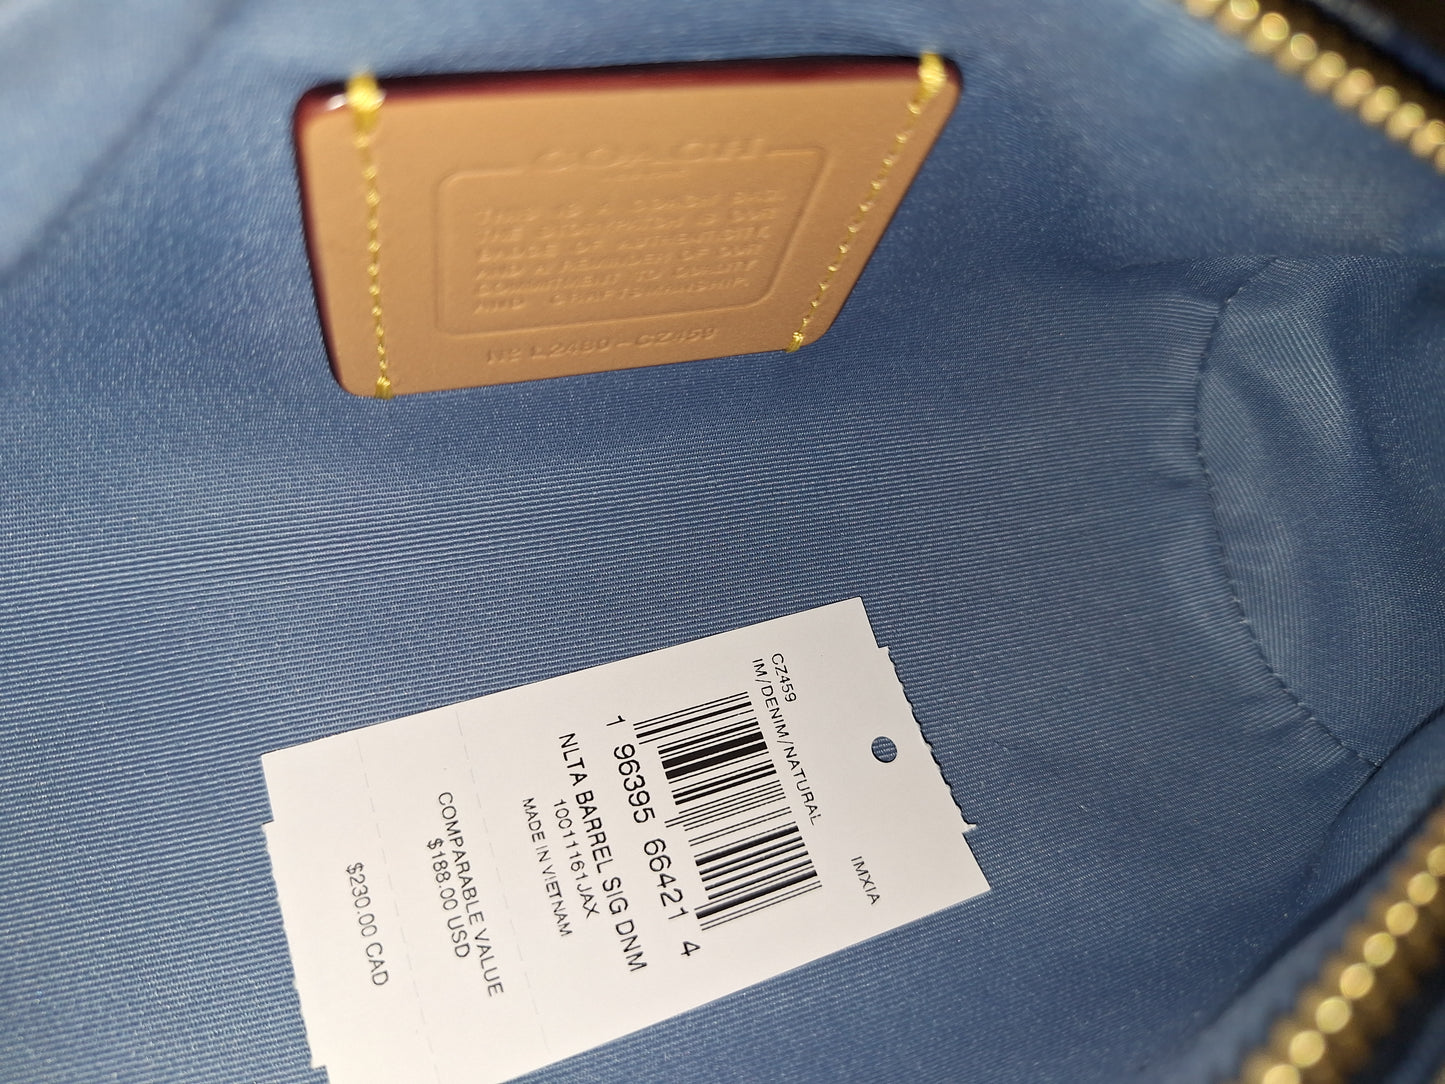 COACH
THIS IS A COACH BAG.
THE STORYPATCH IS OUR
BADGE OF AUTHENTICITY
AND A REMINDER OF OUR
COMMITMENT TO QUALITY
AND CRAFTSMANSHIP.
Nº L2480-CZ459
IMXIA
CZ459
IM/DENIM/NATURAL
1 96395 66421 4
NLTA BARREL SIG DNM
10011161JAX
MADE IN VIETNAM
COMPARABLE VALUE
$188.00 USD
$230.00 CAD